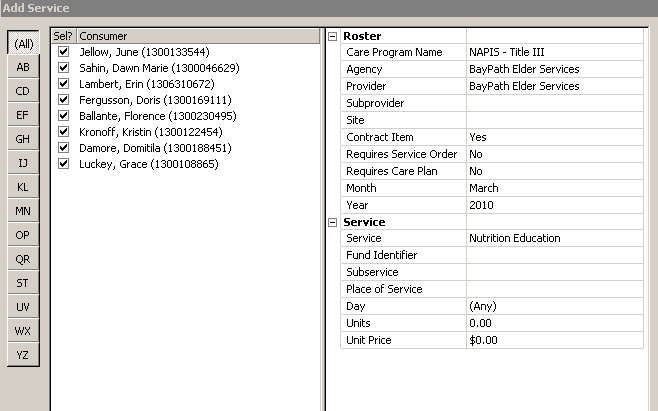 Add Service
(All)
AB
CD
EF
GH
IJ
KL
MN
OP
QR
ST
UV
WX
YZ
Sel? Consumer
Jellow, June (1300133544)
Sahin, Dawn Marie (1300046629)
Lambert, Erin (1306310672)
Fergusson, Doris (1300169111)
Ballante, Florence (1300230495)
Kronoff, Kristin (1300122454)
Damore, Domitila (1300188451)
Luckey, Grace (1300108865)
Roster
Care Program Name NAPIS - Title III
Agency BayPath Elder Services
Provider BayPath Elder Services
Subprovider
Site
Contract Item Yes
Requires Service Order No
Requires Care Plan No
Month March
Year 2010
Service
Service Nutrition Education
Fund Identifier
Subservice
Place of Service
Day (Any)
Units 0.00
Unit Price $0.00